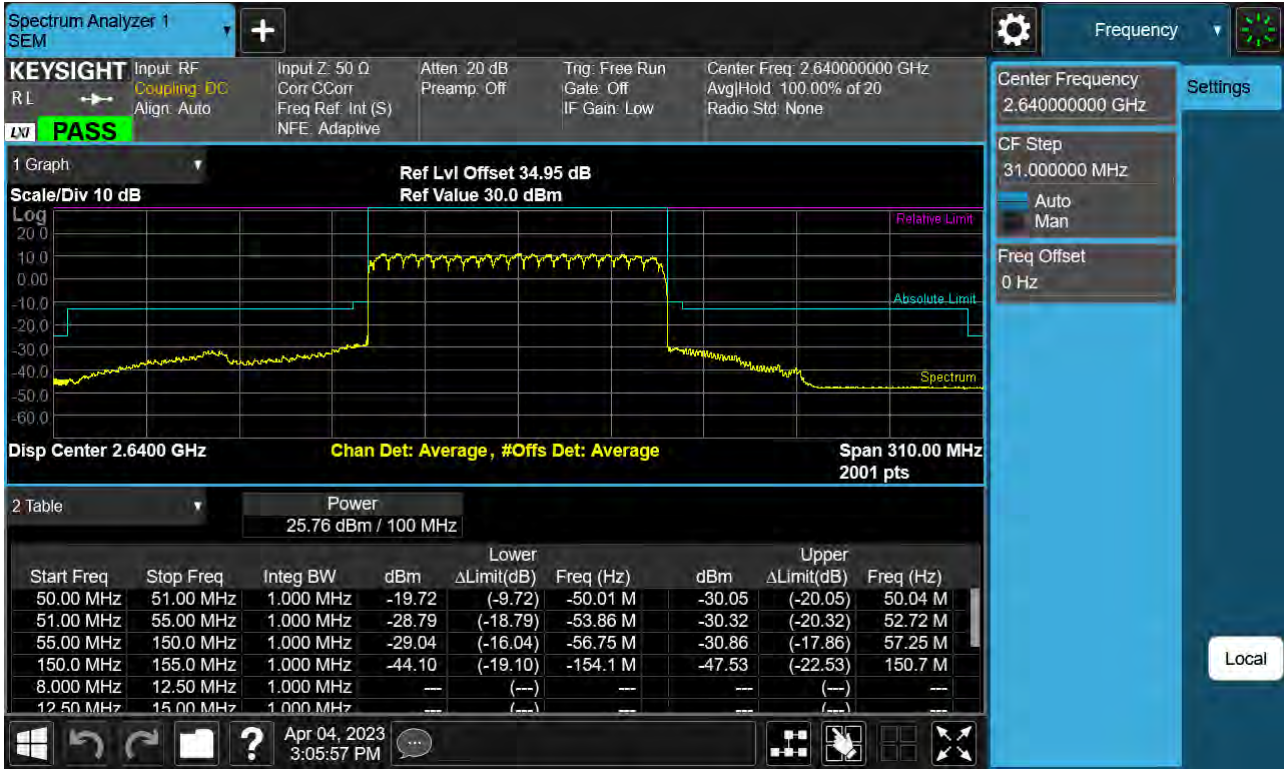 Spectrum Analyzer 1
SEM
Frequency
KEYSIGHT
R L
LXI
PASS
Input: RF
Coupling: DC
Align: Auto
Input Z: 50 Ω
Corr CCorr
Freq Ref: Int (S)
NFE: Adaptive
Atten: 20 dB
Preamp: Off
Trig: Free Run
Gate: Off
IF Gain: Low
Center Freq: 2.640000000 GHz
Avg|Hold: 100.00% of 20
Radio Std: None
Center Frequency
2.640000000 GHz
Settings
CF Step
31.000000 MHz
Auto
Man
Freq Offset
0 Hz
Local
1 Graph
Scale/Div 10 dB
Ref Lvl Offset 34.95 dB
Ref Value 30.0 dBm
Log
20.0
10.0
0.00
-10.0
-20.0
-30.0
-40.0
-50.0
-60.0
Relative Limit
Absolute Limit
Spectrum
Disp Center 2.6400 GHz
Chan Det: Average, #Offs Det: Average
Span 310.00 MHz
2001 pts
2 Table
Power
25.76 dBm / 100 MHz
Lower Upper
Start Freq Stop Freq Integ BW dBm ΔLimit(dB) Freq (Hz) dBm ΔLimit(dB) Freq (Hz)
50.00 MHz 51.00 MHz 1.000 MHz -19.72 (-9.72) -50.01 M -30.05 (-20.05) 50.04 M
51.00 MHz 55.00 MHz 1.000 MHz -28.79 (-18.79) -53.86 M -30.32 (-20.32) 52.72 M
55.00 MHz 150.0 MHz 1.000 MHz -29.04 (-16.04) -56.75 M -30.86 (-17.86) 57.25 M
150.0 MHz 155.0 MHz 1.000 MHz -44.10 (-19.10) -154.1 M -47.53 (-22.53) 150.7 M
8.000 MHz 12.50 MHz 1.000 MHz --- (---) --- --- (---) ---
12.50 MHz 15.00 MHz 1.000 MHz --- (---) --- --- (---) ---
?
Apr 04, 2023
3:05:57 PM